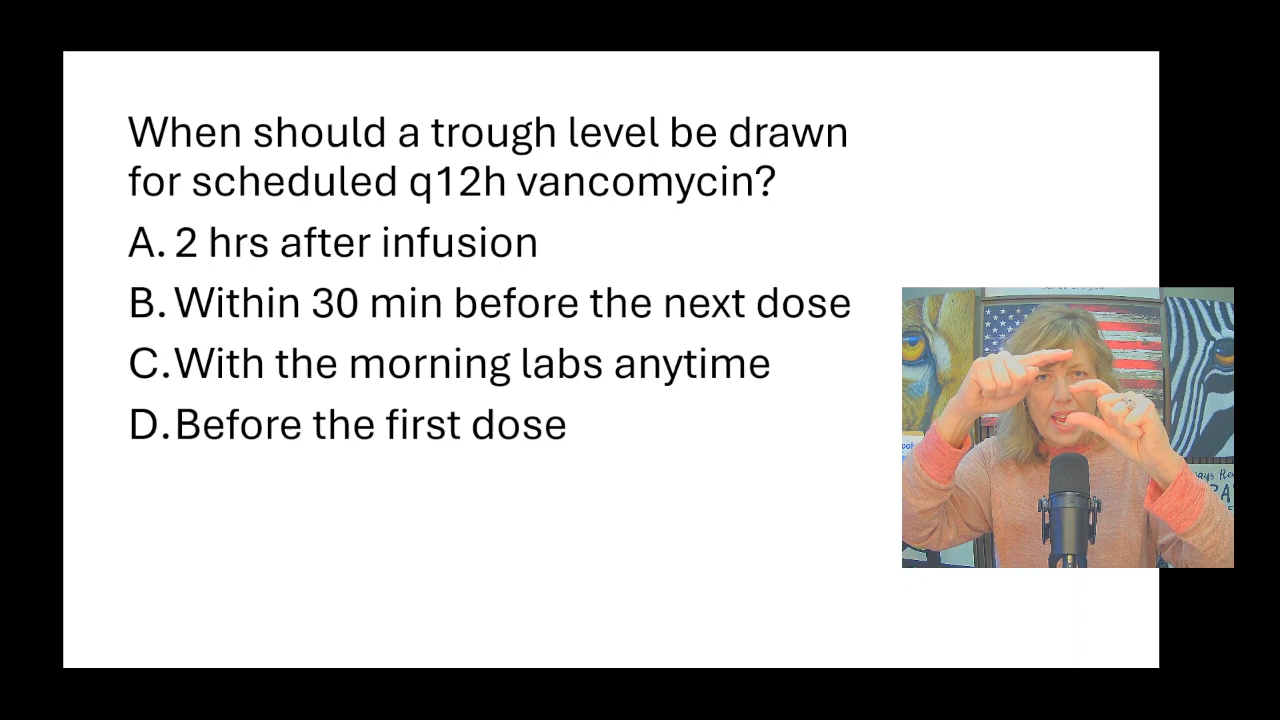 When should a trough level be drawn
for scheduled q12h vancomycin?
A. 2 hrs after infusion
B. Within 30 min before the next dose
C. With the morning labs anytime
D. Before the first dose